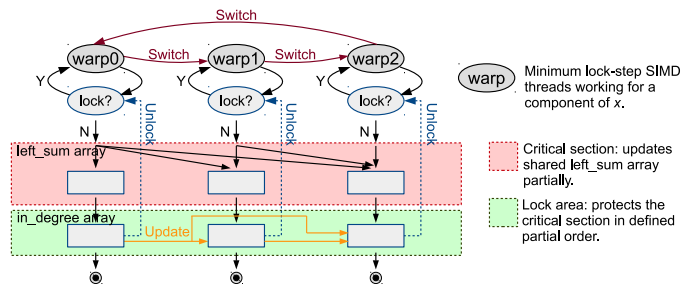 Switch
Switch
Switch
warp0
warp1
warp2
Y
Y
Y
lock?
lock?
lock?
N
N
N
Unlock
Unlock
Unlock
left_sum array
in_degree array
Update
warp
Minimum lock-step SIMD
threads working for a
component of x.
Critical section: updates
shared left_sum array
partially.
Lock area: protects the
critical section in defined
partial order.